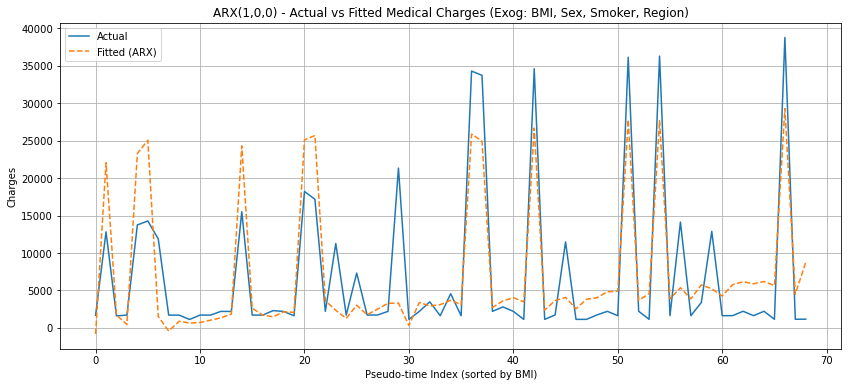 ARX(1,0,0) - Actual vs Fitted Medical Charges (Exog: BMI, Sex, Smoker, Region)
Actual
Fitted (ARX)
40000
35000
30000
25000
20000
15000
10000
5000
0
Charges
0 10 20 30 40 50 60 70
Pseudo-time Index (sorted by BMI)